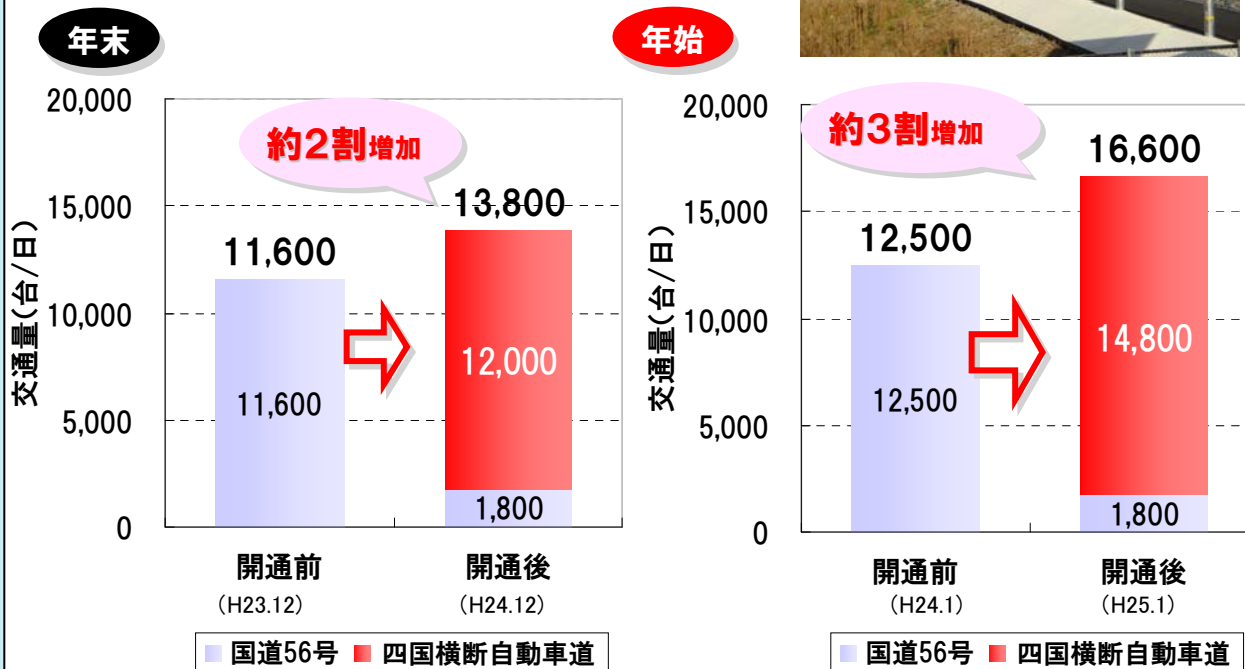 年末
交通量(台/日)
20,000
15,000
10,000
5,000
0
約2割増加
11,600
13,800
11,600
12,000
1,800
開通前
(H23.12)
開通後
(H24.12)
国道56号 四国横断自動車道
年始
交通量(台/日)
20,000
15,000
10,000
5,000
0
約3割増加
12,500
16,600
12,500
14,800
1,800
開通前
(H24.1)
開通後
(H25.1)
国道56号 四国横断自動車道